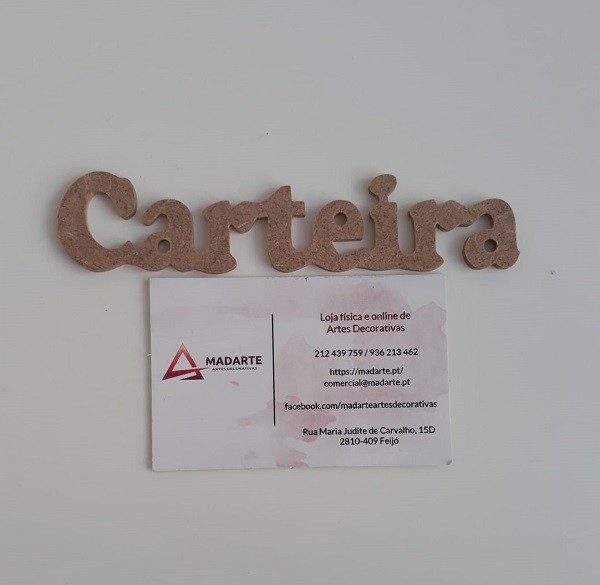 Carteira
MADARTE
ARTES DECORATIVAS
Loja física e online de
Artes Decorativas
212 439 759 / 936 213 462
https://madarte.pt/
comercial@madarte.pt
facebook.com/madarteartesdecorativas
Rua Maria Judite de Carvalho, 15D
2810-409 Feijó